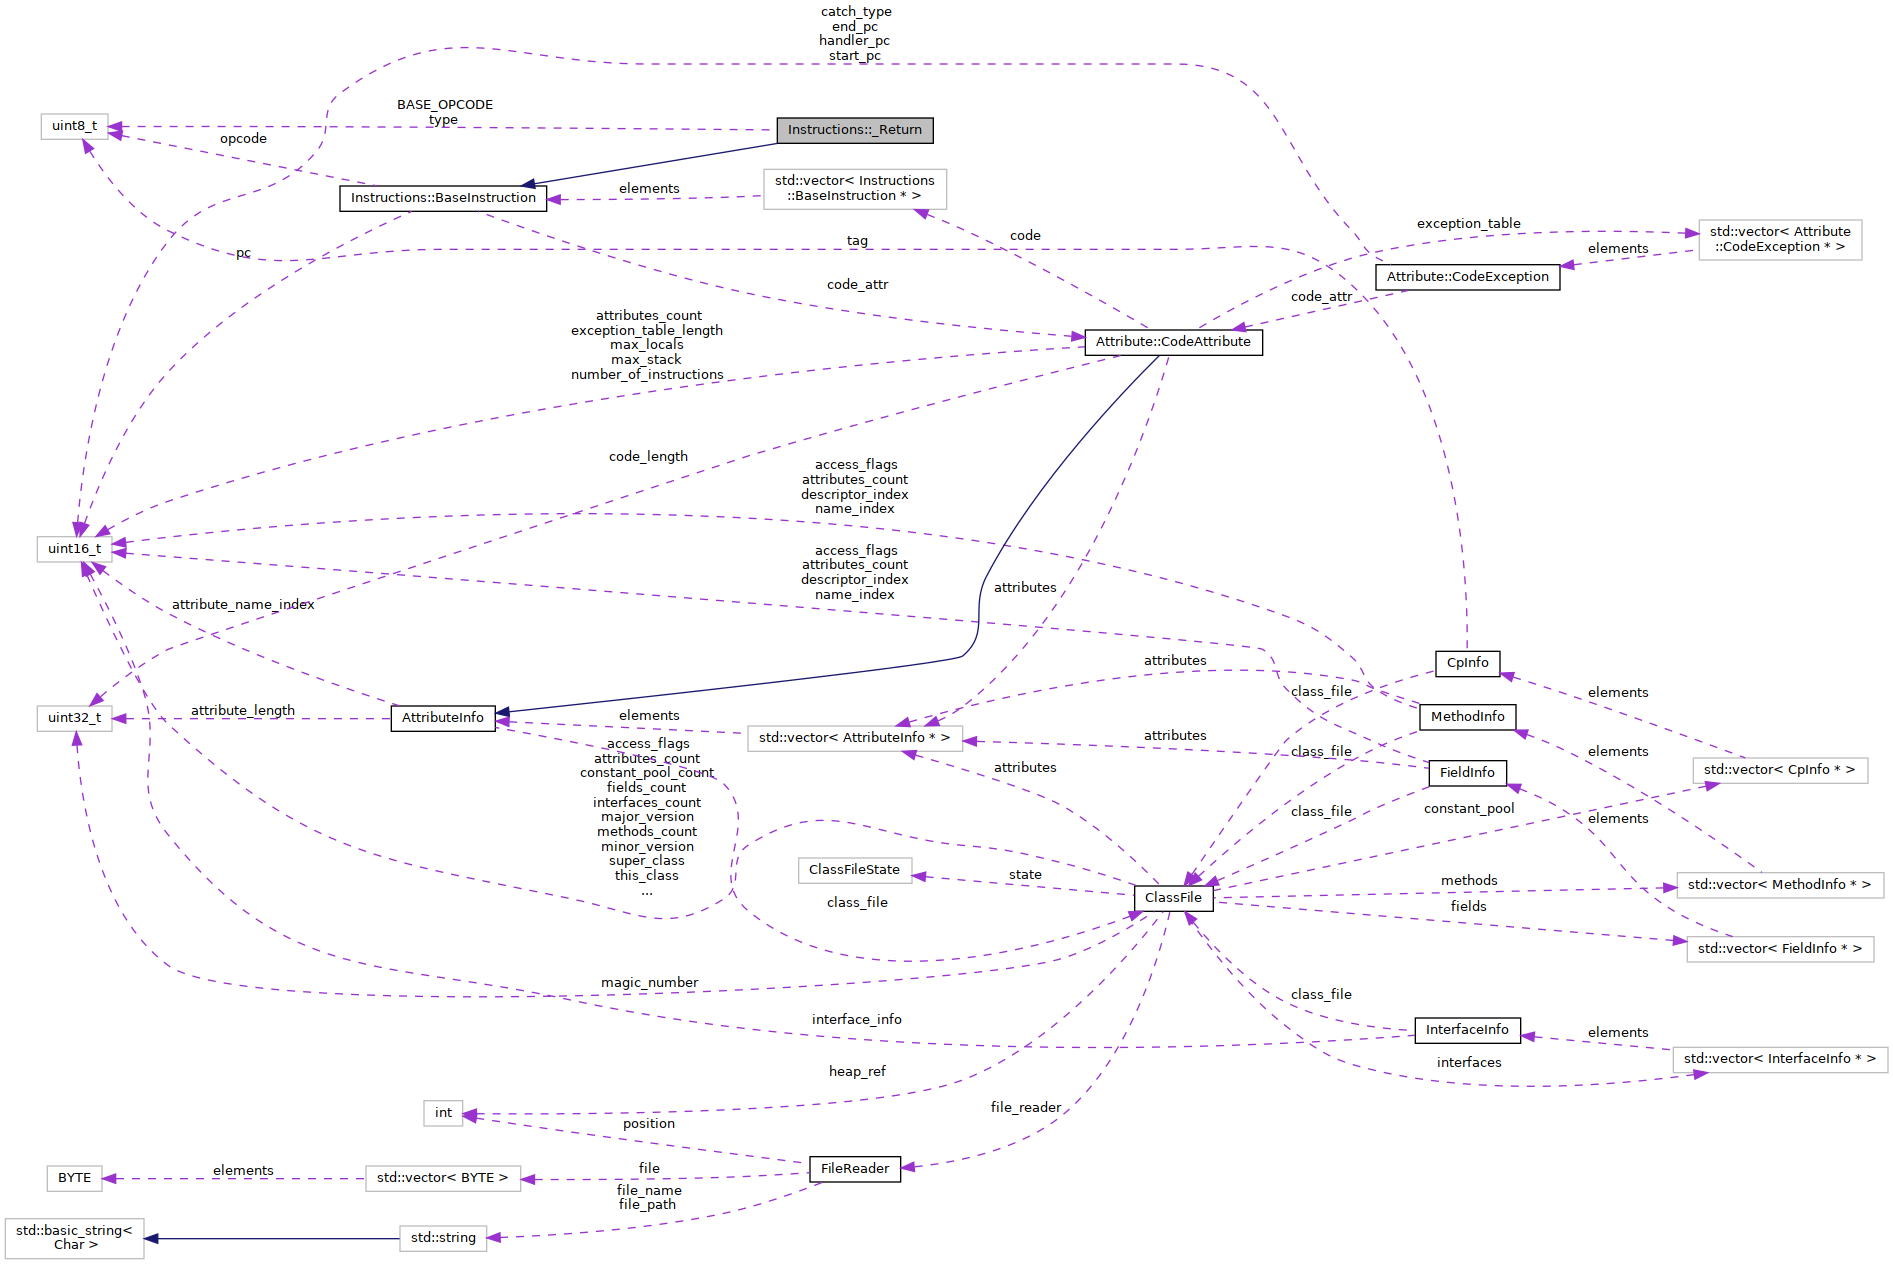 catch_type
end_pc
handler_pc
start_pc
BASE_OPCODE
type
uint8_t
Instructions::_Return
opcode
std::vector< Instructions
::BaseInstruction * >
elements
Instructions::BaseInstruction
exception_table
std::vector< Attribute
::CodeException * >
code
tag
pc
elements
Attribute::CodeException
code_attr
code_attr
attributes_count
exception_table_length
max_locals
max_stack
number_of_instructions
Attribute::CodeAttribute
code_length
access_flags
attributes_count
descriptor_index
name_index
uint16_t
access_flags
attributes_count
descriptor_index
name_index
attributes
attribute_name_index
attributes
CpInfo
class_file
elements
attribute_length
uint32_t
AttributeInfo
elements
MethodInfo
std::vector< AttributeInfo * >
attributes
class_file
elements
access_flags
attributes_count
constant_pool_count
fields_count
interfaces_count
major_version
methods_count
minor_version
super_class
this_class
...
attributes
FieldInfo
std::vector< CpInfo * >
class_file
constant_pool
elements
ClassFileState
state
methods
std::vector< MethodInfo * >
class_file
ClassFile
fields
std::vector< FieldInfo * >
magic_number
class_file
interface_info
InterfaceInfo
elements
std::vector< InterfaceInfo * >
interfaces
heap_ref
int
file_reader
position
BYTE
elements
std::vector< BYTE >
file
FileReader
file_name
file_path
std::basic_string<
Char >
std::string